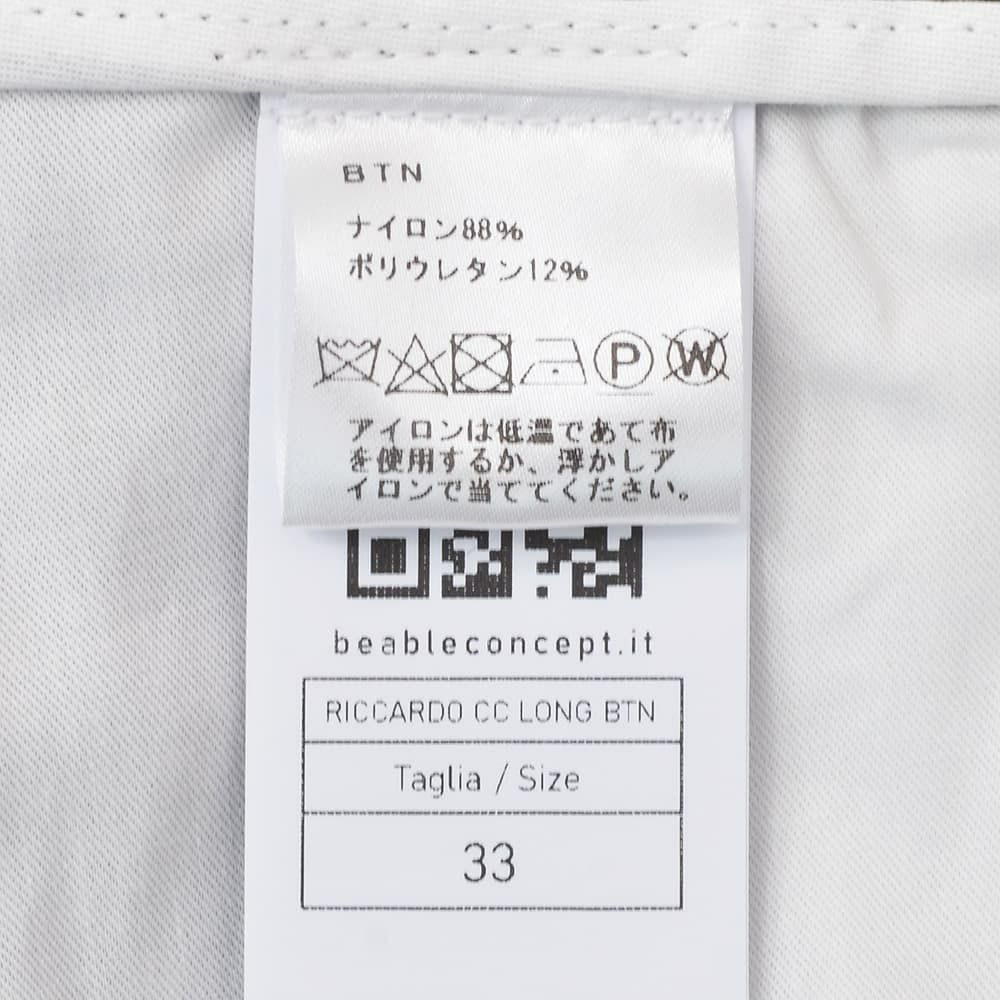 BTN
ナイロン88%
ポリウレタン12%
P W
アイロンは低温であて布
を使用するか、浮かしア
イロンで当ててください。
beableconcept.it
RICCARDO CC LONG BTN
Taglia / Size
33